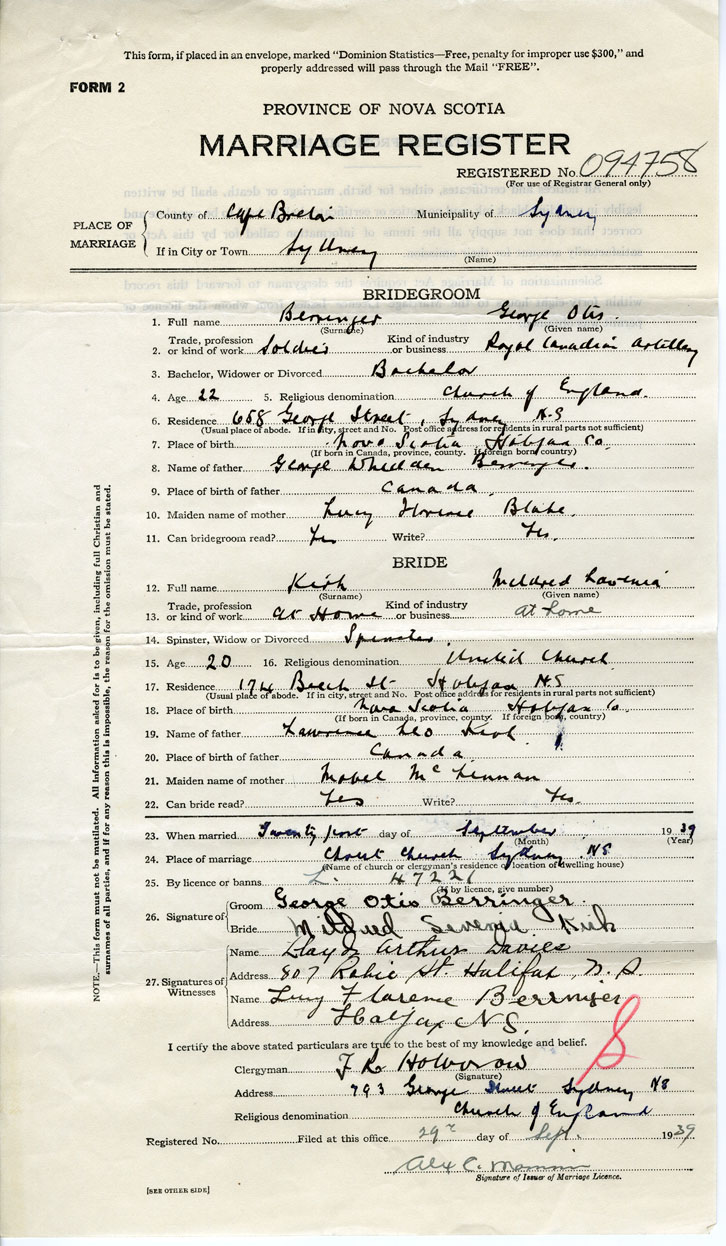 This form, if placed in an envelope, marked "Dominion Statistics—Free, penalty for improper use $300," and
properly addressed will pass through the Mail "FREE".
FORM 2
PROVINCE OF NOVA SCOTIA
MARRIAGE REGISTER
REGISTERED No. 094758
(For use of Registrar General only)
PLACE OF MARRIAGE
County of Cape Breton Municipality of Sydney
If in City or Town Sydney
(Name)
BRIDEGROOM
1. Full name Berringer George Otis
(Surname) (Given name)
2. Trade, profession or kind of work Soldier Kind of industry or business Royal Canadian Artillery
3. Bachelor, Widower or Divorced Bachelor
4. Age 22 5. Religious denomination Church of England.
6. Residence 658 George Street, Sydney N.S
(Usual place of abode. If in city, street and No. Post office address for residents in rural parts not sufficient)
7. Place of birth Nova Scotia Halifax Co.
(If born in Canada, province, county. If foreign born, country)
8. Name of father George Whidden Berringer.
9. Place of birth of father Canada.
10. Maiden name of mother Lucy Florence Blake.
11. Can bridegroom read? Yes Write? Yes.
BRIDE
12. Full name Kirk Mildred Lavenia
(Surname) (Given name)
13. Trade, profession or kind of work At Home Kind of industry or business At home
14. Spinster, Widow or Divorced Spinster
15. Age 20 16. Religious denomination United Church.
17. Residence 174 Beech St Halifax N.S
(Usual place of abode. If in city, street and No. Post office address for residents in rural parts not sufficient)
18. Place of birth Nova Scotia Halifax Co.
(If born in Canada, province, county. If foreign born, country)
19. Name of father Lawrence Leo Kirk
20. Place of birth of father Canada
21. Maiden name of mother Mabel McLennan
22. Can bride read? Yes Write? Yes.
23. When married Twenty first day of September 1939
(Month) (Year)
24. Place of marriage Christ Church Sydney NS
(Name of church or clergyman's residence or location of dwelling house)
25. By licence or banns L. 47221
(If by licence, give number)
26. Signature of
Groom George Otis Berringer.
Bride Mildred Kirk
27. Signatures of Witnesses
Name Lloyd Arthur Davies
Address 807 Robie St Halifax, N.S.
Name Lucy Florence Berringer
Address Halifax N.S.
I certify the above stated particulars are true to the best of my knowledge and belief.
Clergyman
(Signature)
Address 793 George Street Sydney NS
Religious denomination Church of England
Registered No. Filed at this office 29 day of Sept. 1939
Alex C.
Signature of Issuer of Marriage Licence.
[SEE OTHER SIDE]
NOTE.—This form must not be mutilated. All information asked for is to be given, including full Christian and
surnames of all parties, and if for any reason this is impossible, the reason for the omission must be stated.